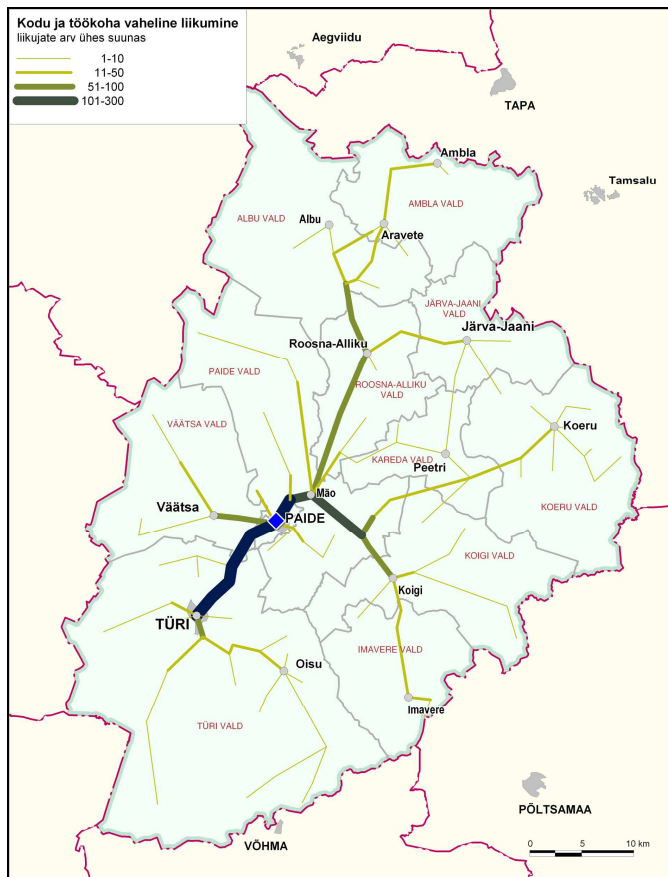 Kodu ja töökoha vaheline liikumine
liikujate arv ühes suunas
1-10
11-50
51-100
101-300
Aegviidu
TAPA
Ambla
Tamsalu
AMBLA VALD
ALBU VALD
Albu
Aravete
JÄRVA-JAANI
VALD
Järva-Jaani
Roosna-Alliku
PAIDE VALD
ROOSNA-ALLIKU
VALD
VÄÄTSA VALD
Koeru
KAREDA VALD
Peetri
Mäo
KOERU VALD
Väätsa
PAIDE
KOIGI VALD
Koigi
TÜRI
IMAVERE VALD
Oisu
Imavere
TÜRI VALD
PÕLTSAMAA
VÕHMA
0
5
10 km